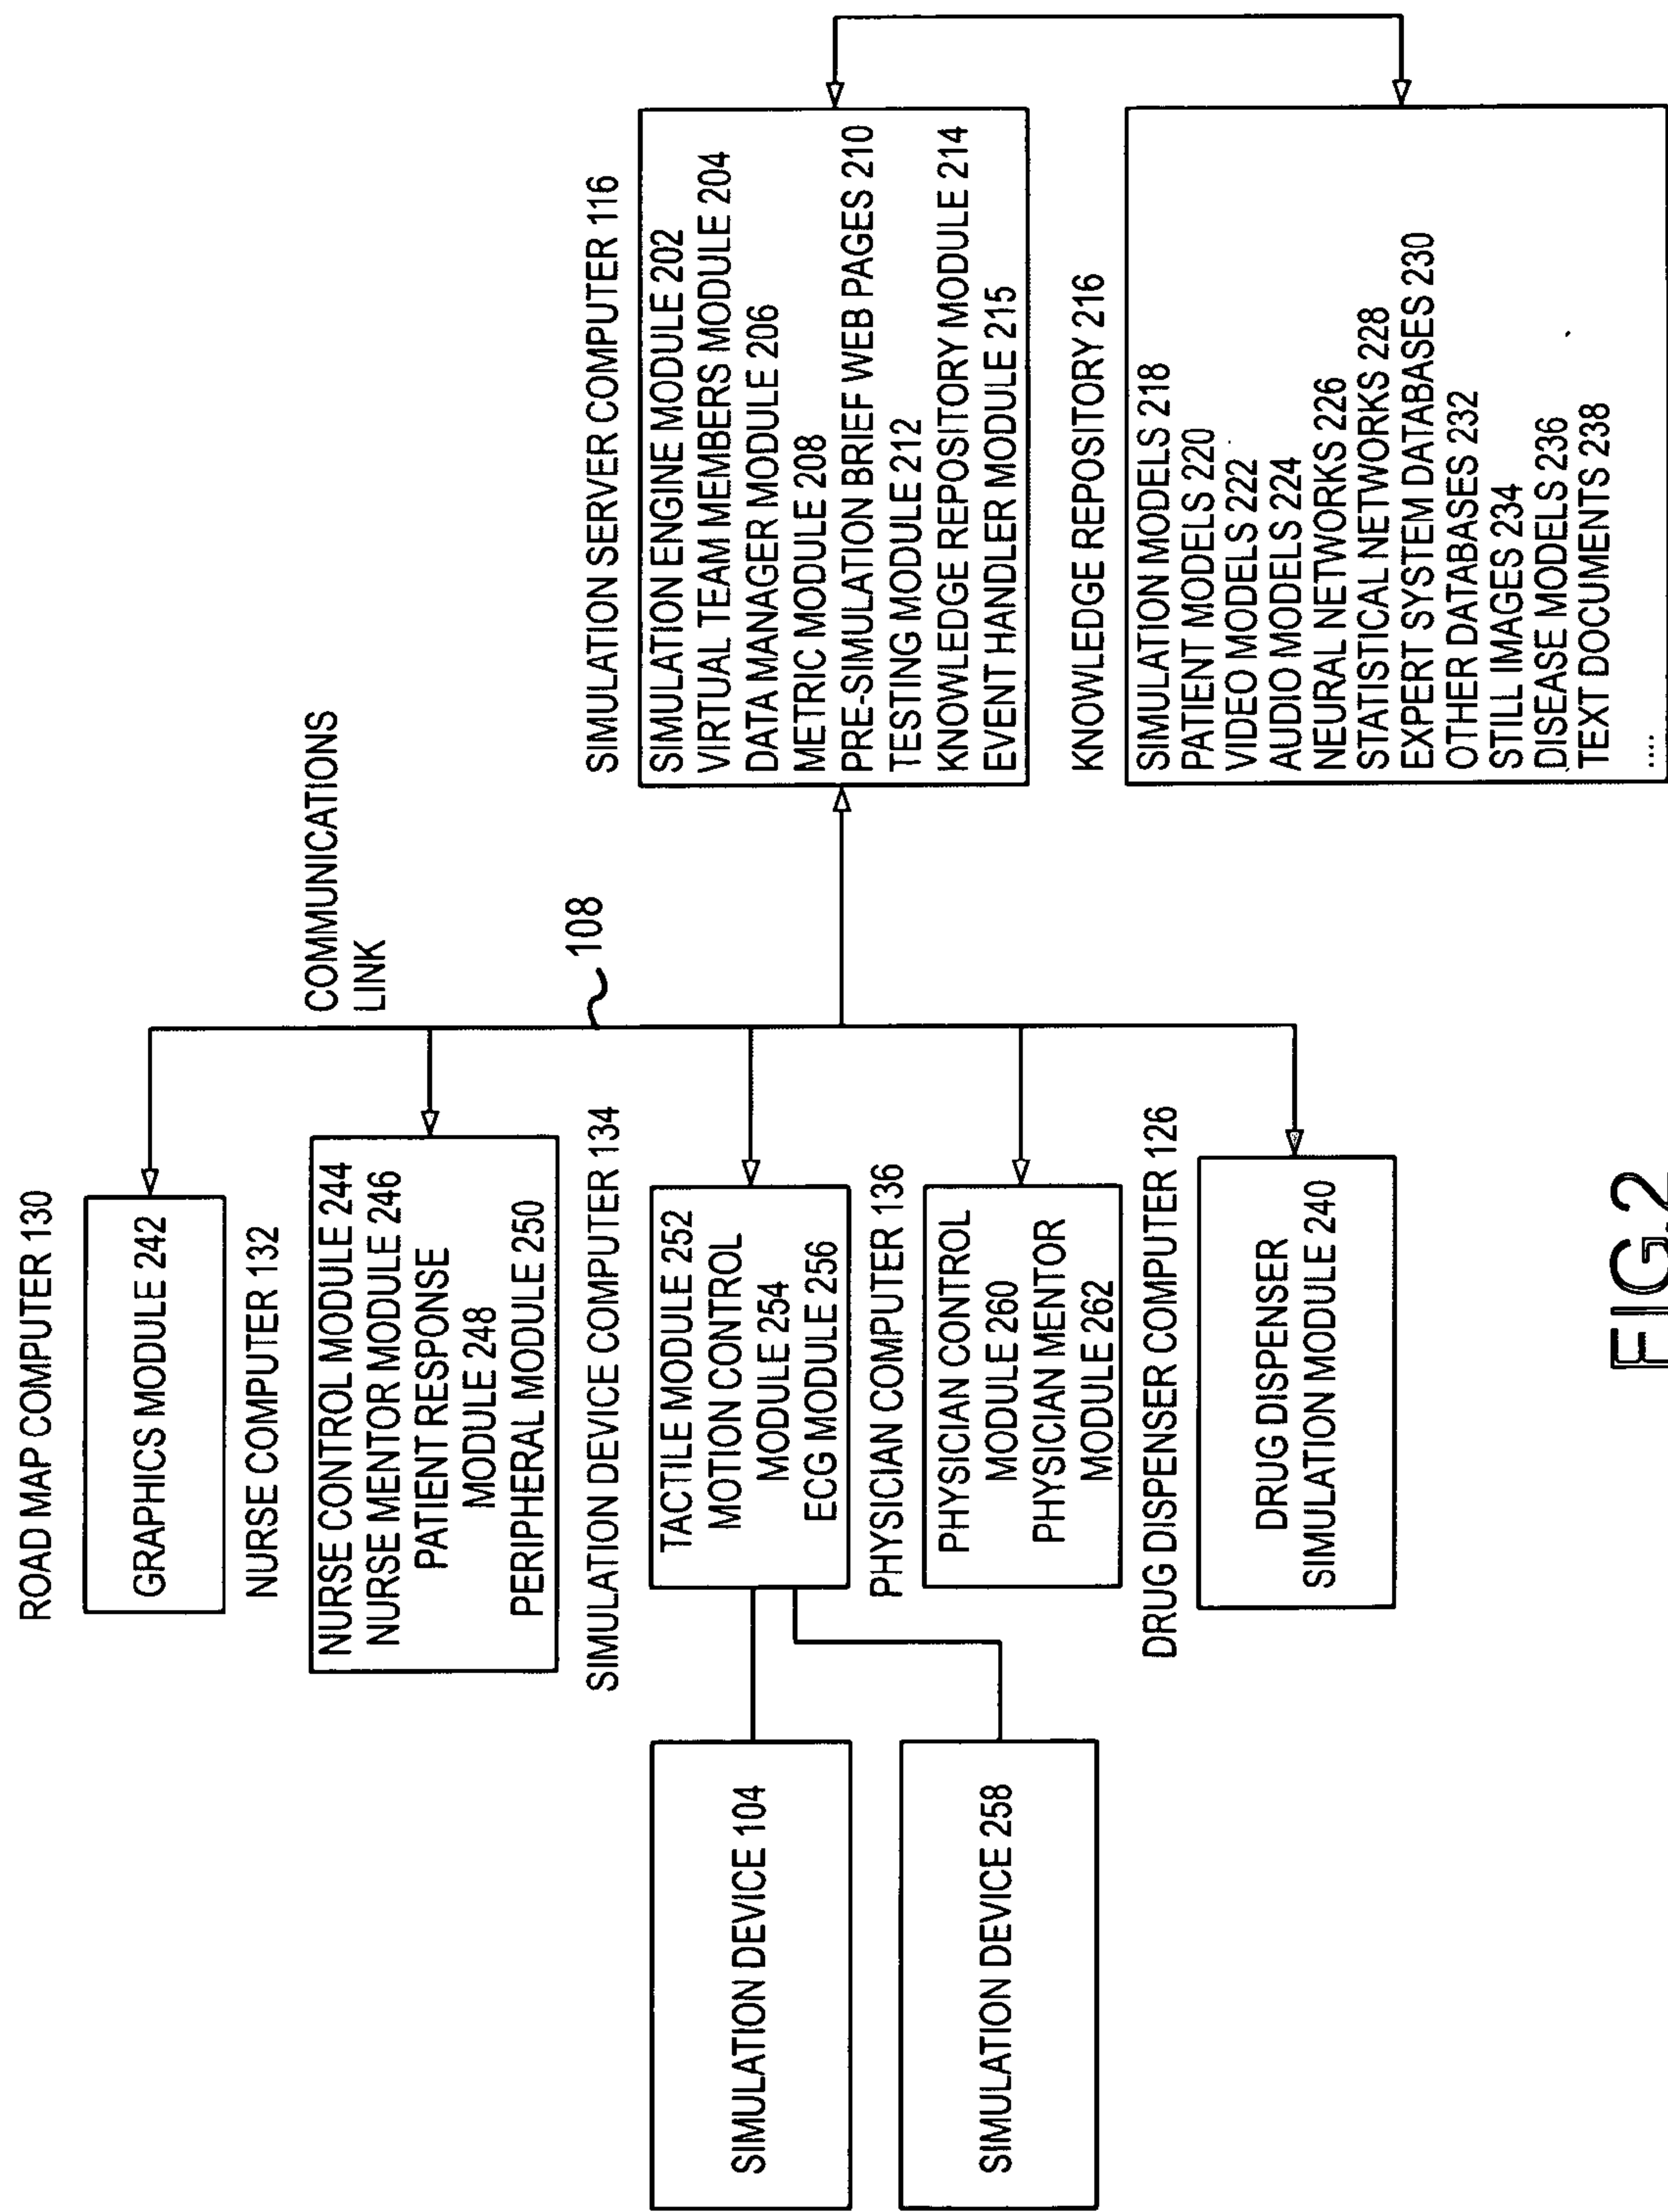 ROAD MAP COMPUTER 130
GRAPHICS MODULE 242
NURSE COMPUTER 132
NURSE CONTROL MODULE 244
NURSE MENTOR MODULE 246
PATIENT RESPONSE
MODULE 248
PERIPHERAL MODULE 250
SIMULATION DEVICE COMPUTER 134
TACTILE MODULE 252
MOTION CONTROL
MODULE 254
ECG MODULE 256
PHYSICIAN COMPUTER 136
PHYSICIAN CONTROL
MODULE 260
PHYSICIAN MENTOR
MODULE 262
DRUG DISPENSER COMPUTER 126
DRUG DISPENSER
SIMULATION MODULE 240
SIMULATION DEVICE 104
SIMULATION DEVICE 258
COMMUNICATIONS
LINK
108
SIMULATION SERVER COMPUTER 116
SIMULATION ENGINE MODULE 202
VIRTUAL TEAM MEMBERS MODULE 204
DATA MANAGER MODULE 206
METRIC MODULE 208
PRE-SIMULATION BRIEF WEB PAGES 210
TESTING MODULE 212
KNOWLEDGE REPOSITORY MODULE 214
EVENT HANDLER MODULE 215
KNOWLEDGE REPOSITORY 216
SIMULATION MODELS 218
PATIENT MODELS 220
VIDEO MODELS 222
AUDIO MODELS 224
NEURAL NETWORKS 226
STATISTICAL NETWORKS 228
EXPERT SYSTEM DATABASES 230
OTHER DATABASES 232
STILL IMAGES 234
DISEASE MODELS 236
TEXT DOCUMENTS 238
....
FIG.2